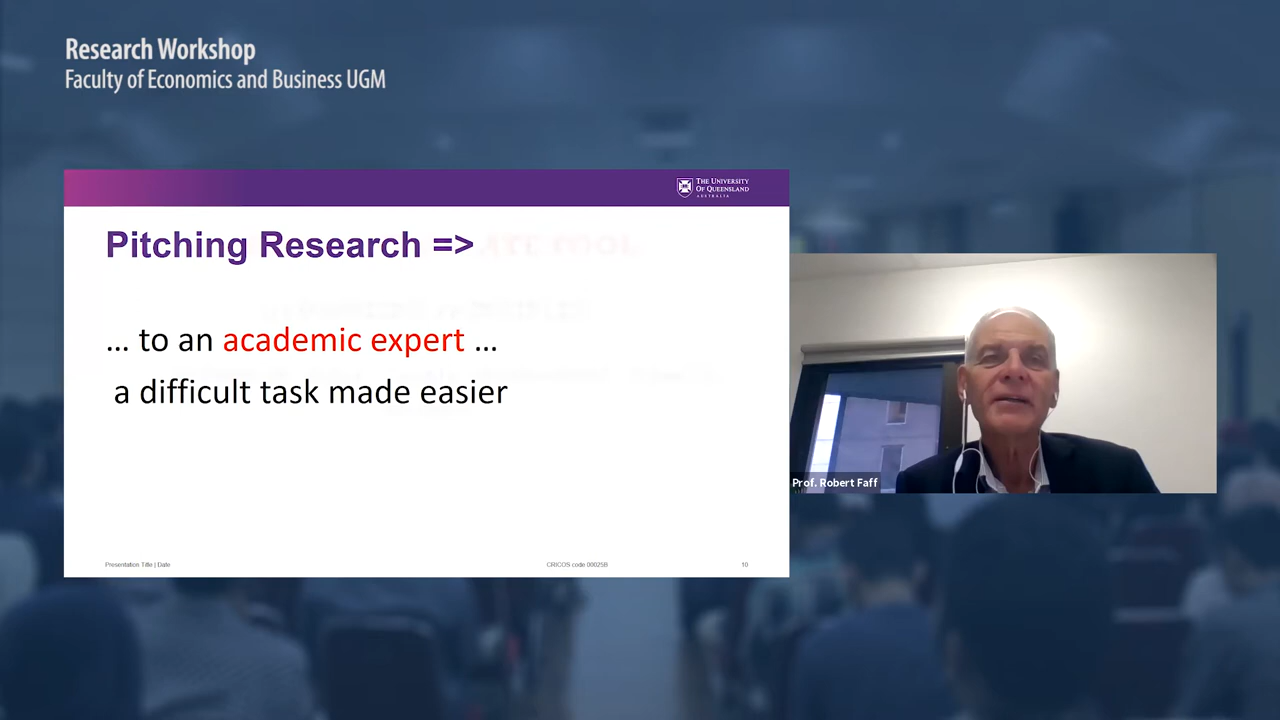 Research Workshop
Faculty of Economics and Business UGM
THE UNIVERSITY
OF QUEENSLAND
AUSTRALIA
Pitching Research =>
... to an academic expert ...
a difficult task made easier
Prof. Robert Faff
Presentation Title | Date
CRICOS code 00025B
10